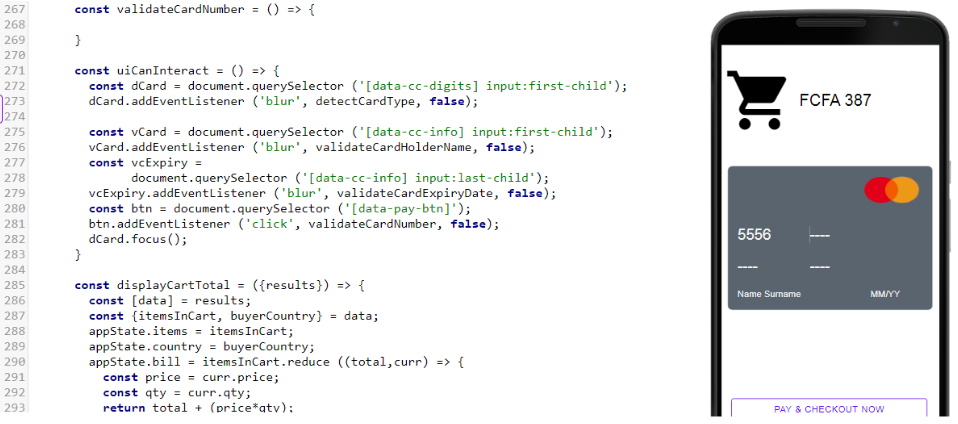 267 const validateCardNumber = () => {
268
269 }
270
271 const uiCanInteract = () => {
272 const dCard = document.querySelector ('[data-cc-digits] input:first-child');
273 dCard.addEventListener ('blur', detectCardType, false);
274
275 const vCard = document.querySelector ('[data-cc-info] input:first-child');
276 vCard.addEventListener ('blur', validateCardHolderName, false);
277 const vcExpiry =
278 document.querySelector ('[data-cc-info] input:last-child');
279 vcExpiry.addEventListener ('blur', validateCardExpiryDate, false);
280 const btn = document.querySelector ('[data-pay-btn]');
281 btn.addEventListener ('click', validateCardNumber, false);
282 dCard.focus();
283 }
284
285 const displayCartTotal = ({results}) => {
286 const [data] = results;
287 const {itemsInCart, buyerCountry} = data;
288 appState.items = itemsInCart;
289 appState.country = buyerCountry;
290 appState.bill = itemsInCart.reduce ((total,curr) => {
291 const price = curr.price;
292 const qty = curr.qty;
293 return total + (price*qty);
FCFA 387
5556 ----
---- ----
Name Surname MM/YY
PAY & CHECKOUT NOW